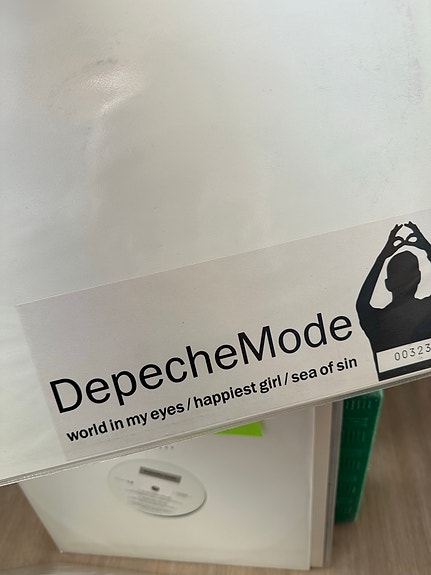 DepecheMode
world in my eyes / happiest girl / sea of sin
00323